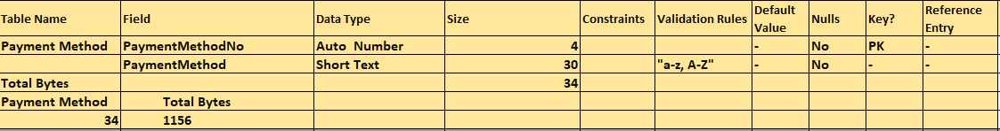 Table Name Field Data Type Size Constraints Validation Rules Default Value Nulls Key? Reference Entry
Payment Method PaymentMethodNo Auto  Number 4 - No PK -
PaymentMethod Short Text 30 "a-z, A-Z" - No - -
Total Bytes 34
Payment Method Total Bytes
34 1156